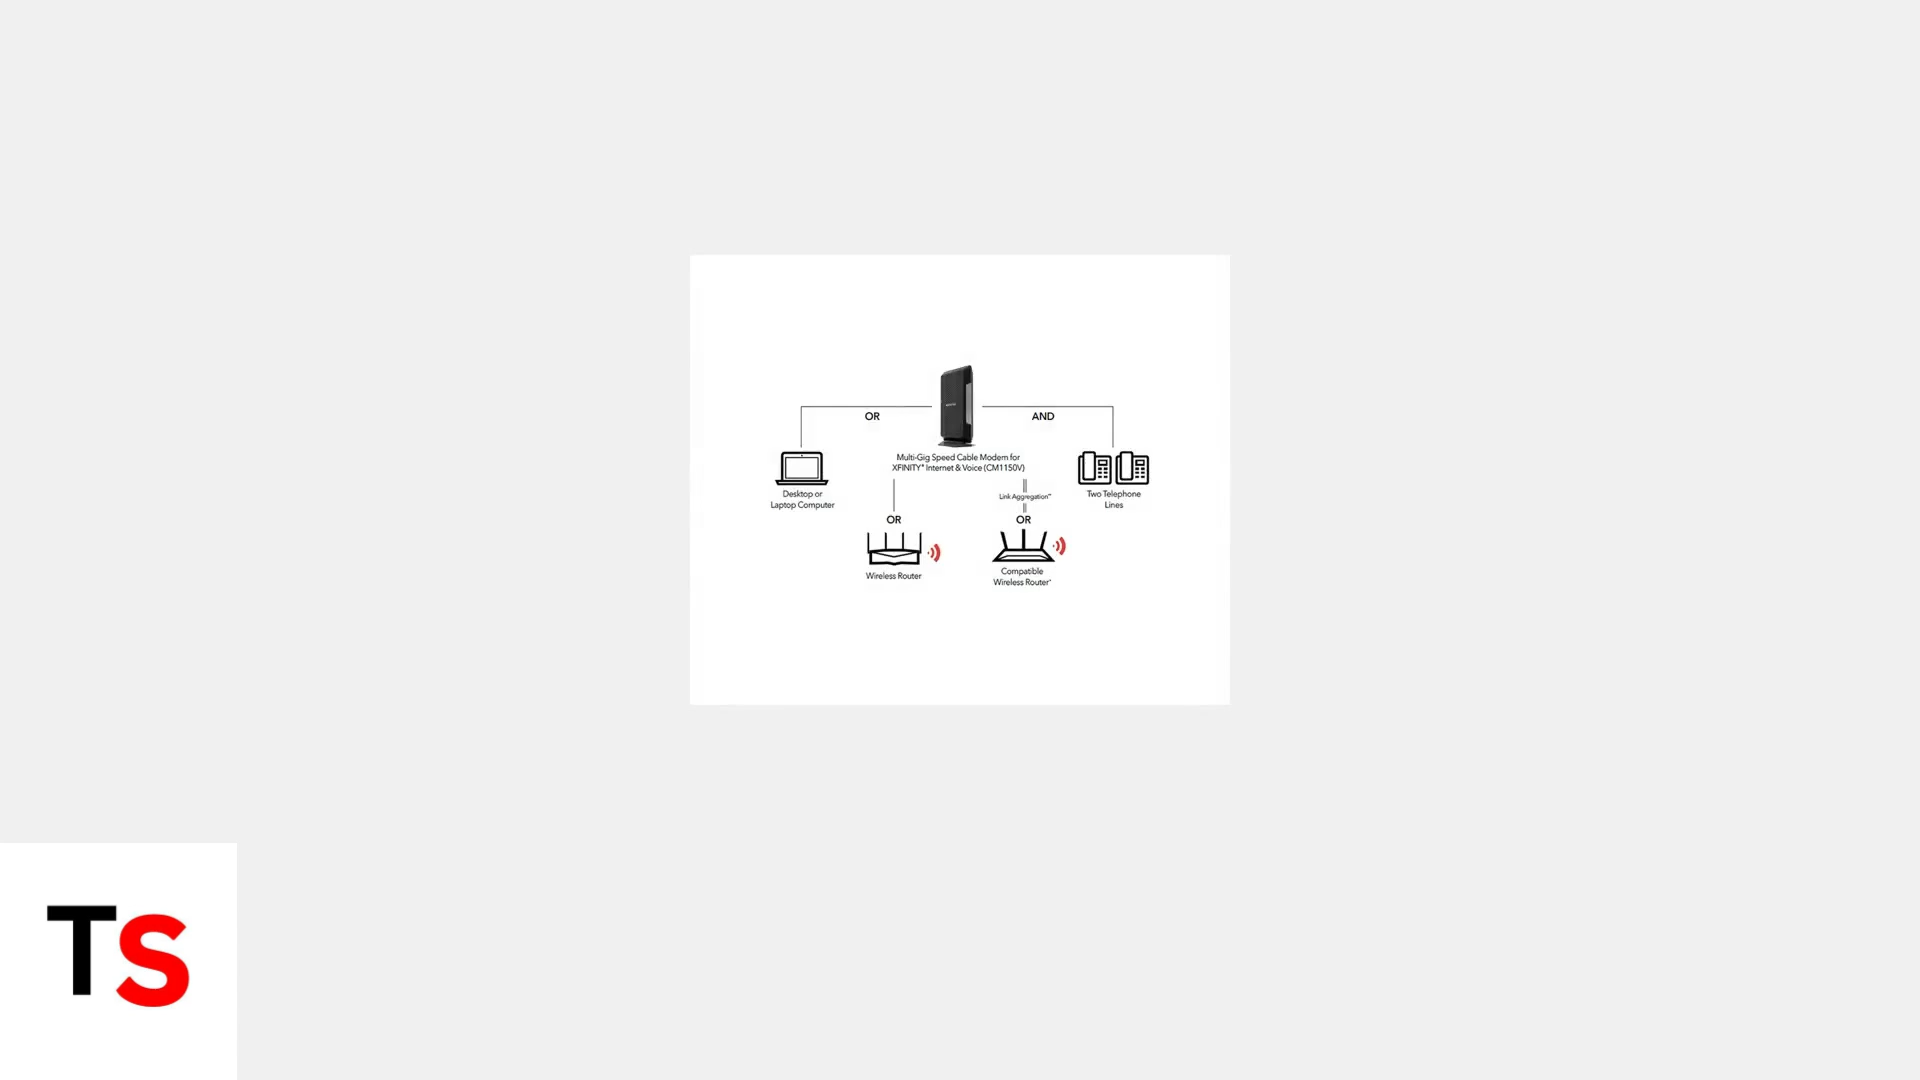 OR
AND
Multi-Gig Speed Cable Modem for
XFINITY® Internet & Voice (CM1150V)
Desktop or
Laptop Computer
Link Aggregation**
Two Telephone
Lines
OR
OR
Wireless Router
Compatible
Wireless Router*
TS